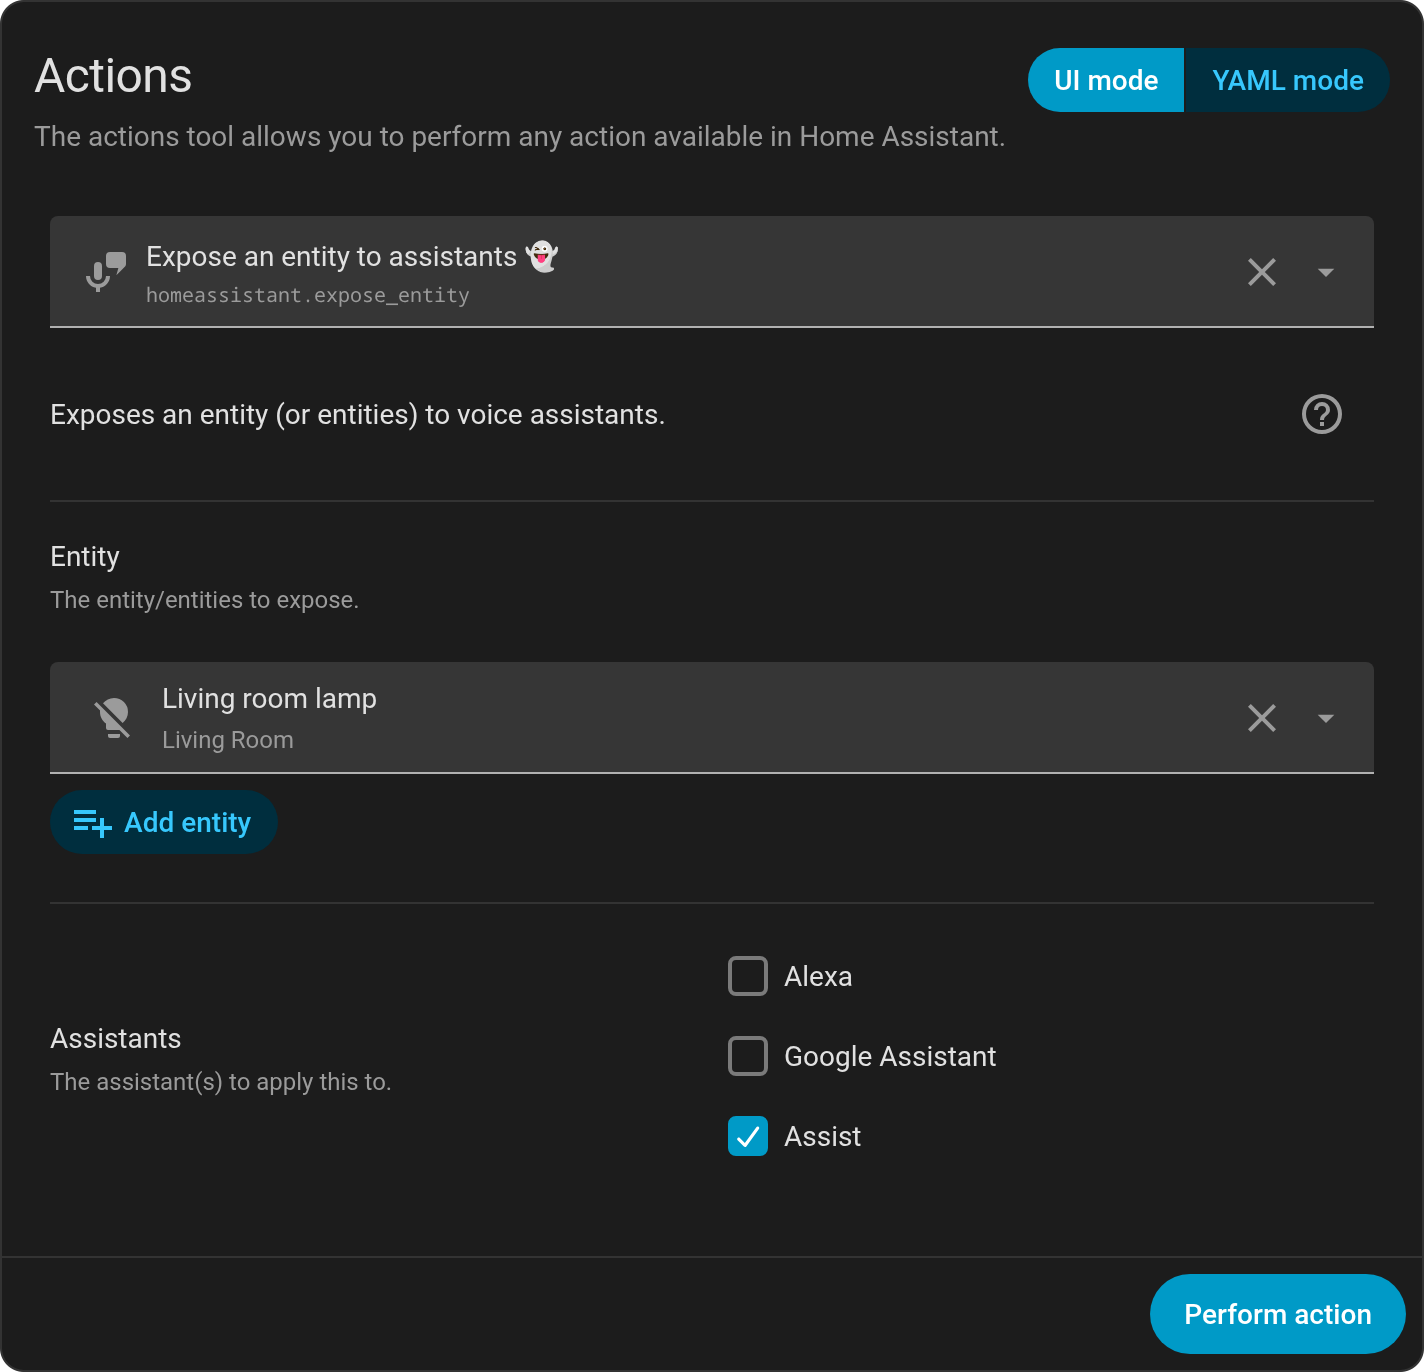 Actions
UI mode
YAML mode
The actions tool allows you to perform any action available in Home Assistant.
Expose an entity to assistants 👻
homeassistant.expose_entity
Exposes an entity (or entities) to voice assistants.
Entity
The entity/entities to expose.
Living room lamp
Living Room
Add entity
Assistants
The assistant(s) to apply this to.
Alexa
Google Assistant
Assist
Perform action